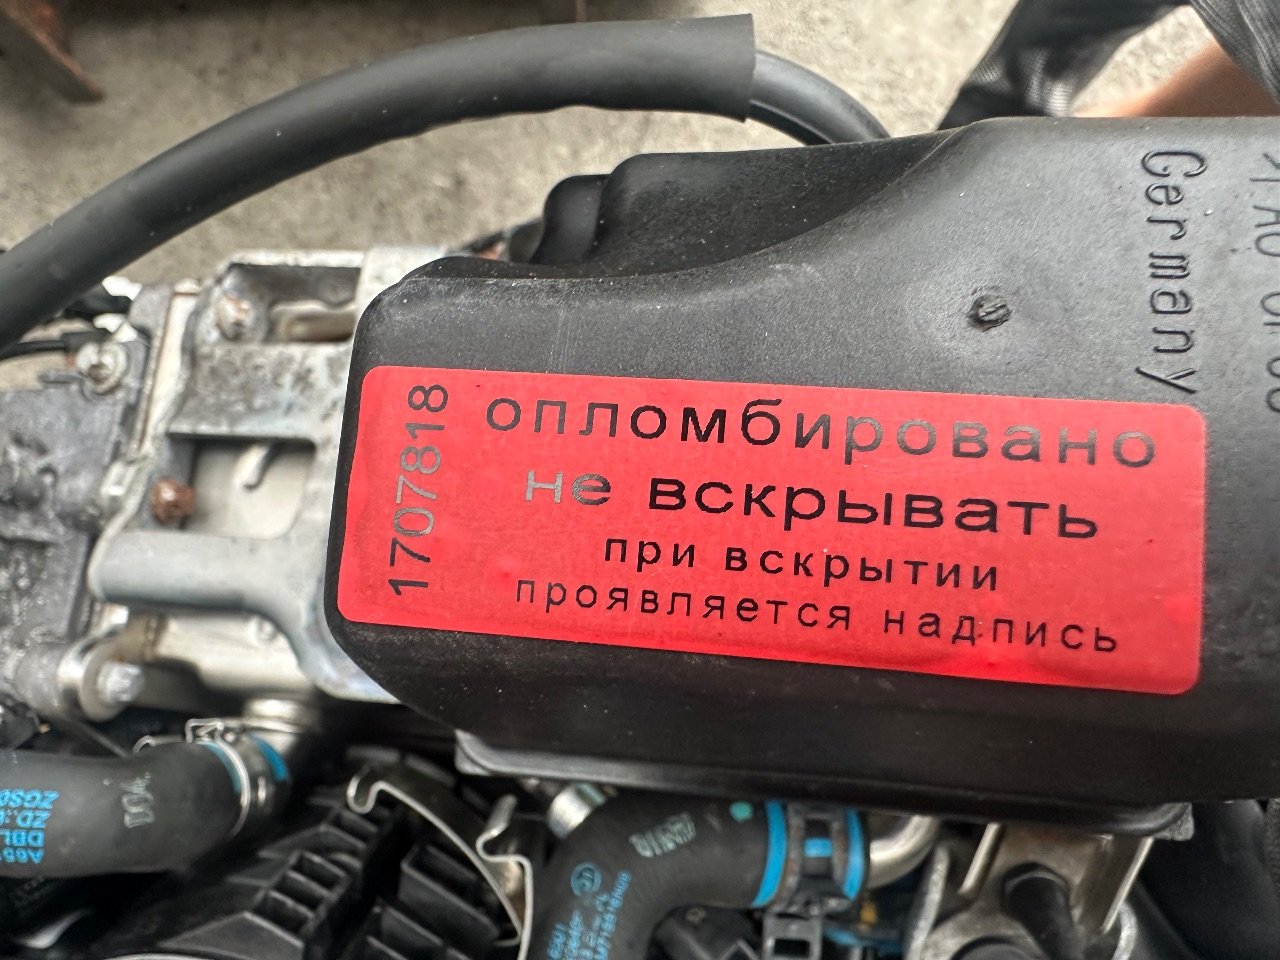 опломбировано
не вскрывать
при вскрытии
проявляется надпись
1707818
Germany